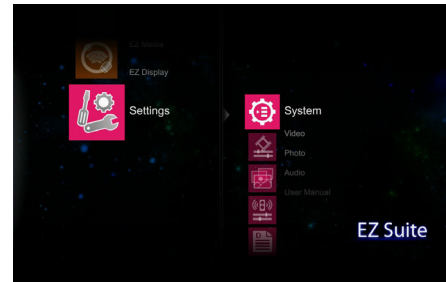 EZ Media
EZ Display
Settings
System
Video
Photo
Audio
User Manual
EZ Suite